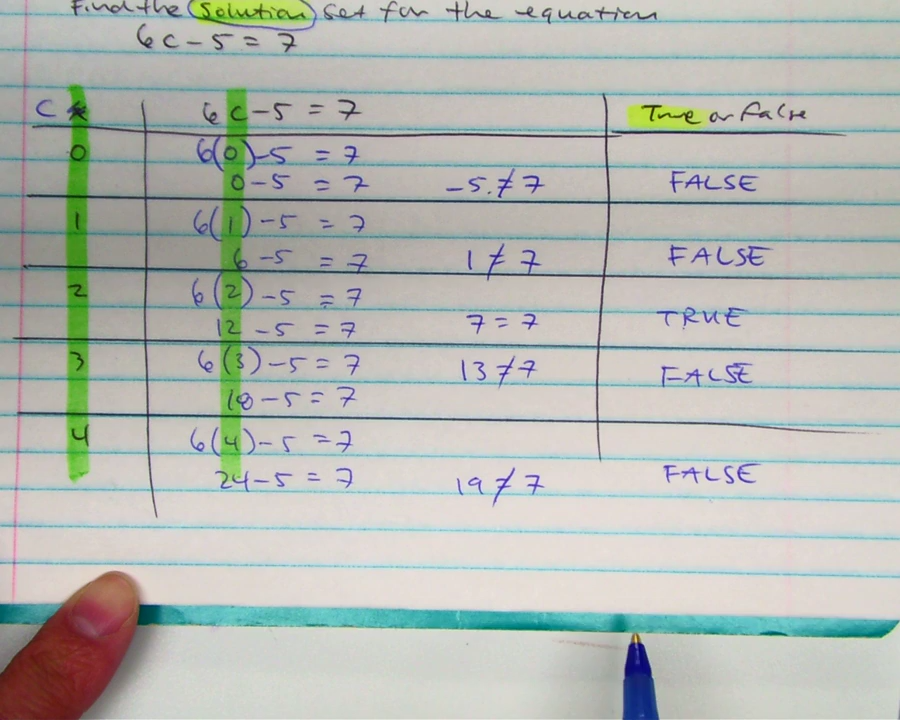 Find the solution set for the equation
6c - 5 = 7
C 6c - 5 = 7 True or False
0 6(0) - 5 = 7
0 - 5 = 7 -5 ≠ 7 FALSE
1 6(1) - 5 = 7
6 - 5 = 7 1 ≠ 7 FALSE
2 6(2) - 5 = 7
12 - 5 = 7 7 = 7 TRUE
3 6(3) - 5 = 7 13 ≠ 7 FALSE
18 - 5 = 7
4 6(4) - 5 = 7
24 - 5 = 7 19 ≠ 7 FALSE